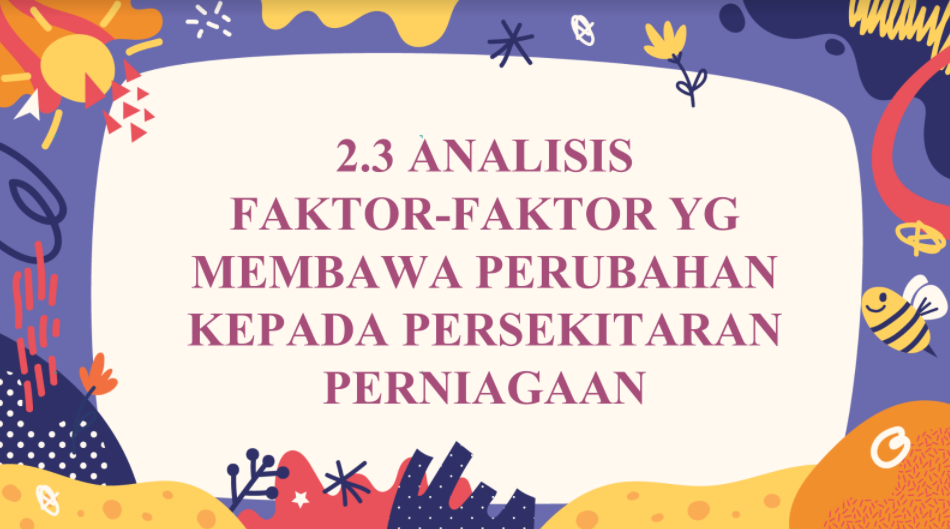 2.3 ANALISIS
FAKTOR-FAKTOR YG
MEMBAWA PERUBAHAN
KEPADA PERSEKITARAN
PERNIAGAAN